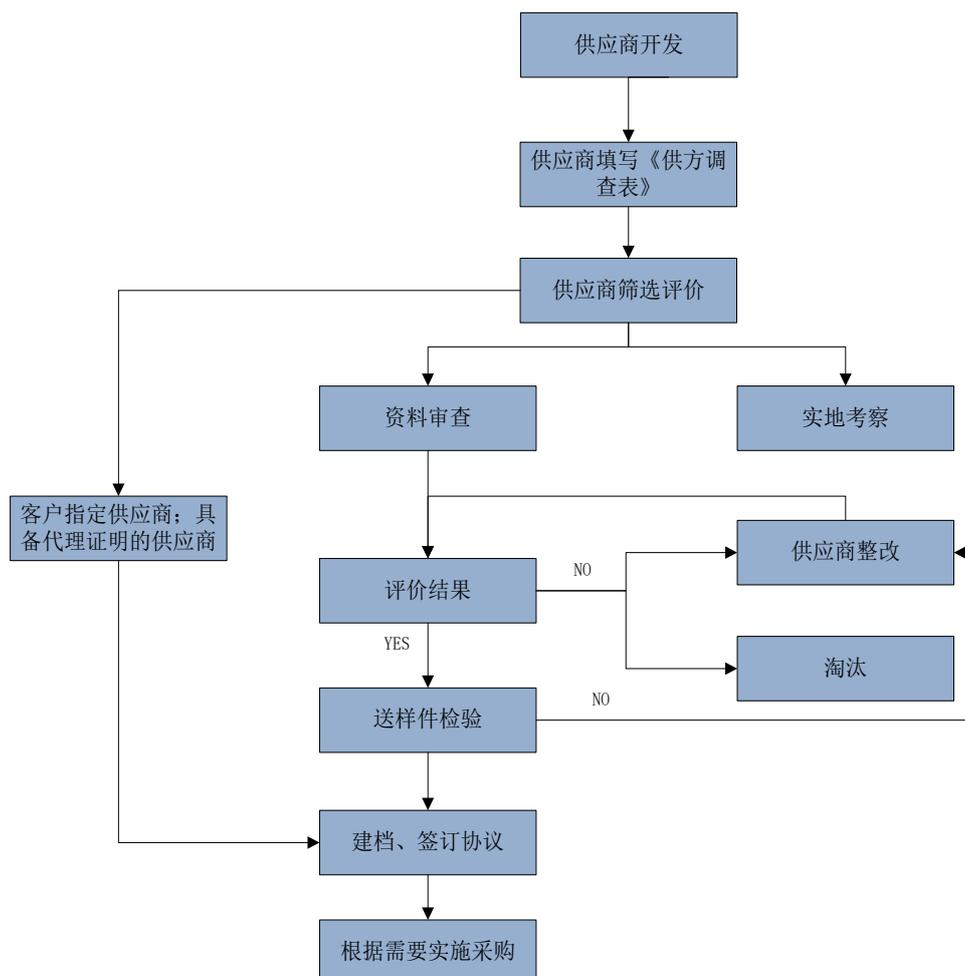 供应商开发
供应商填写《供方调
查表》
供应商筛选评价
资料审查
实地考察
客户指定供应商；具
备代理证明的供应商
供应商整改
评价结果
NO
YES
淘汰
送样件检验
NO
建档、签订协议
根据需要实施采购